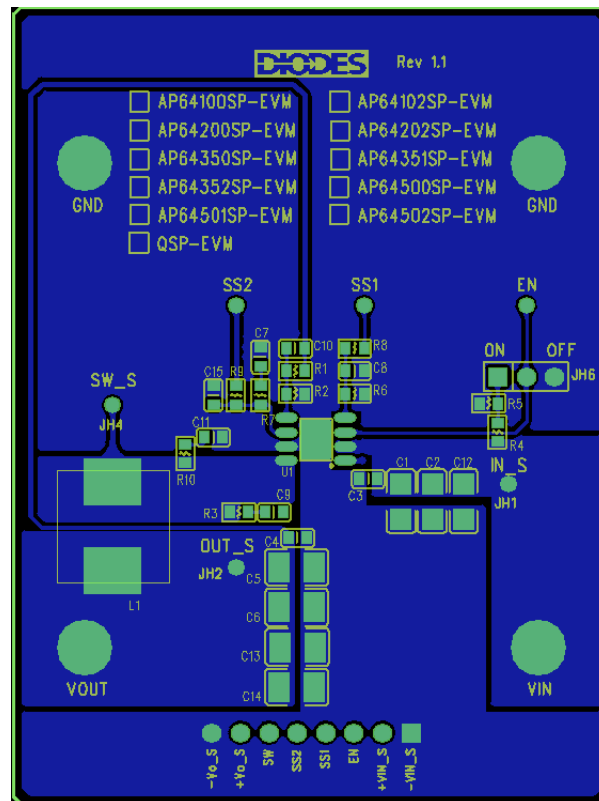 DIODES Rev 1.1
AP64100SP-EVM AP64102SP-EVM
AP64200SP-EVM AP64202SP-EVM
AP64350SP-EVM AP64351SP-EVM
AP64352SP-EVM AP64500SP-EVM
AP64501SP-EVM AP64502SP-EVM
QSP-EVM
GND GND
SS2 SS1 EN
C7 C10 R8
ON OFF
R1 C8 JH6
SW_S C15 R9 R2 R6
R5
JH4 C11 R7 R4
R10 U1 C3 C1 C2 C12 IN_S
JH1
R3 C9
OUT_S C4
JH2 C5
L1 C6
C13
VOUT C14 VIN
-Vo_S +Vo_S SW SS2 SS1 EN +VIN_S -VIN_S